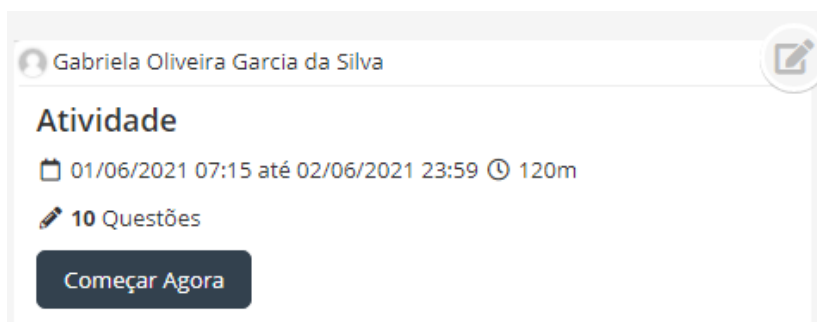 Gabriela Oliveira Garcia da Silva
Atividade
01/06/2021 07:15 até 02/06/2021 23:59 120m
10 Questões
Começar Agora